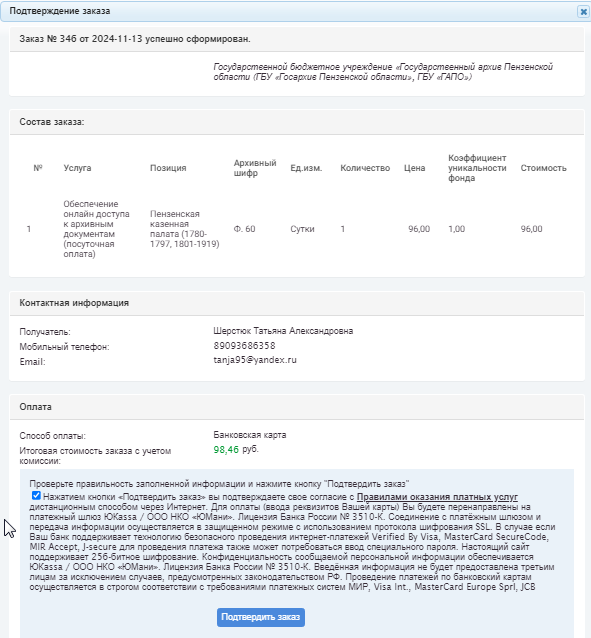 Подтверждение заказа
Заказ № 346 от 2024-11-13 успешно сформирован.
Государственной бюджетное учреждение «Государственный архив Пензенской
области (ГБУ «Госархив Пензенской области», ГБУ «ГАПО»)
Состав заказа:
№ Услуга Позиция Архивный шифр Ед.изм. Количество Цена Коэффициент уникальности фонда Стоимость
Обеспечение
онлайн доступа
к архивным
документам
(посуточная
оплата)
Пензенская
казенная
палата (1780-
1797, 1801-1919)
1 Ф. 60 Сутки 1 96,00 1,00 96,00
Контактная информация
Получатель: Шерстюк Татьяна Александровна
Мобильный телефон: 89093686358
Email: tanja95@yandex.ru
Оплата
Способ оплаты: Банковская карта
Итоговая стоимость заказа с учетом 98,46 руб.
комиссии:
Проверьте правильность заполненной информации и нажмите кнопку "Подтвердить заказ"
Нажатием кнопки «Подтвердить заказ» вы подтверждаете свое согласие с Правилами оказания платных услуг
дистанционным способом через Интернет. Для оплаты (ввода реквизитов Вашей карты) Вы будете перенаправлены на
платежный шлюз ЮКassa / ООО НКО «ЮМани». Лицензия Банка России № 3510-К. Соединение с платёжным шлюзом и
передача информации осуществляется в защищенном режиме с использованием протокола шифрования SSL. В случае если
Ваш банк поддерживает технологию безопасного проведения интернет-платежей Verified By Visa, MasterCard SecureCode,
MIR Accept, J-Secure для проведения платежа также может потребоваться ввод специального пароля. Настоящий сайт
поддерживает 256-битное шифрование. Конфиденциальность сообщаемой персональной информации обеспечивается
ЮКassa / ООО НКО «ЮМани». Лицензия Банка России № 3510-К. Введённая информация не будет предоставлена третьим
лицам за исключением случаев, предусмотренных законодательством РФ. Проведение платежей по банковским картам
осуществляется в строгом соответствии с требованиями платежных систем МИР, Visa Int., MasterCard Europe Sprl, JCB
Подтвердить заказ